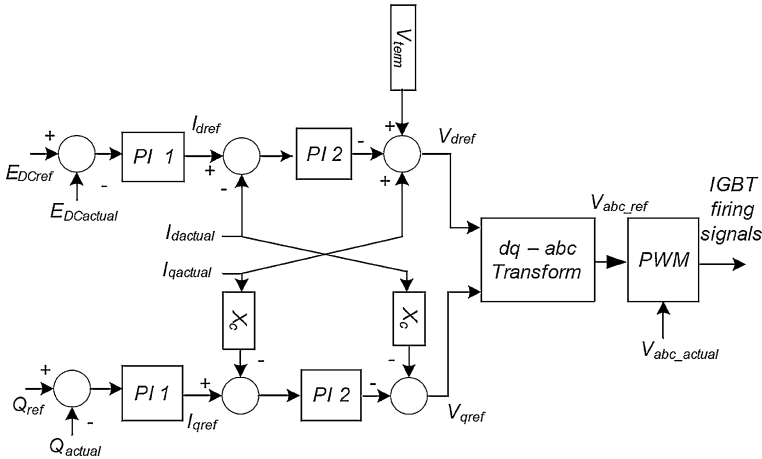 V_term
I_dref
+
PI 1
+
-
PI 2
-
+
+
V_dref
E_DCref
-
E_DCactual
-
I_dactual
I_qactual
V_abc_ref
IGBT
firing
signals
dq – abc
Transform
PWM
X_c
X_c
V_abc_actual
-
-
+
PI 1
+
PI 2
-
Q_ref
-
I_qref
V_qref
Q_actual